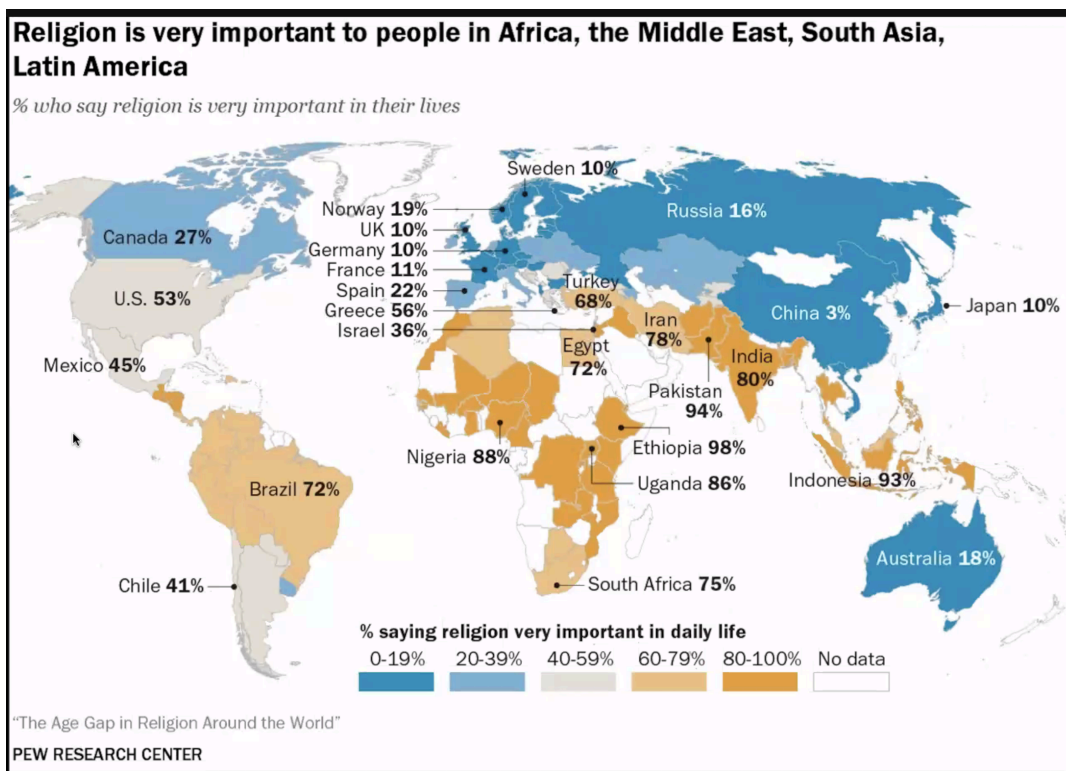 Religion is very important to people in Africa, the Middle East, South Asia,
Latin America
% who say religion is very important in their lives
Sweden 10%
Norway 19%
Russia 16%
UK 10%
Canada 27%
Germany 10%
France 11%
Turkey
68%
Spain 22%
U.S. 53%
Greece 56%
China 3%
Japan 10%
Israel 36%
Iran
78%
Egypt
72%
India
80%
Mexico 45%
Pakistan
94%
Ethiopia 98%
Nigeria 88%
Uganda 86%
Indonesia 93%
Brazil 72%
Australia 18%
Chile 41%
South Africa 75%
% saying religion very important in daily life
0-19% 20-39% 40-59% 60-79% 80-100% No data
“The Age Gap in Religion Around the World”
PEW RESEARCH CENTER